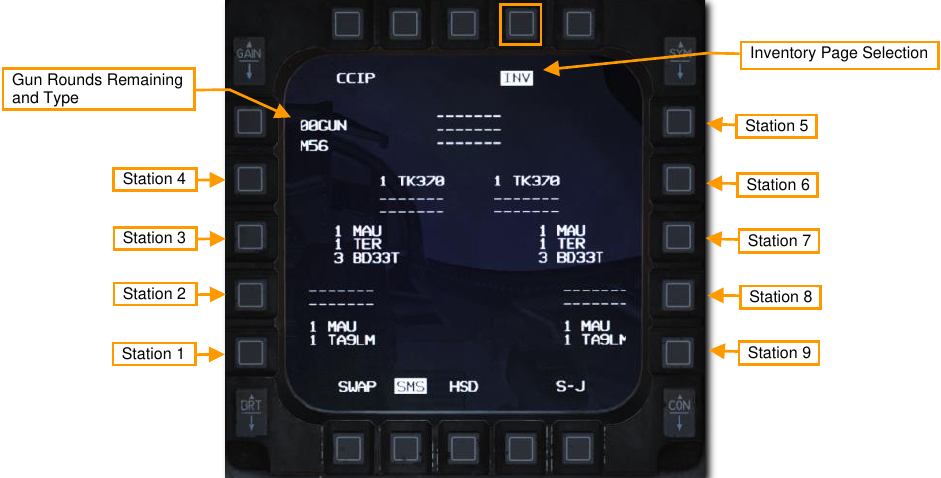 GAIN
SYM
Inventory Page Selection
CCIP
INV
Gun Rounds Remaining
and Type
00GUN
M56
-------
-------
-------
Station 5
Station 4
1 TK370
1 TK370
Station 6
-------
-------
-------
-------
Station 3
1 MAU
1 TER
3 BD33T
1 MAU
1 TER
3 BD33T
Station 7
Station 2
-------
-------
-------
-------
Station 8
Station 1
1 MAU
1 TA9LM
1 MAU
1 TA9LM
Station 9
SWAP
SMS
HSD
S-J
BRT
CON